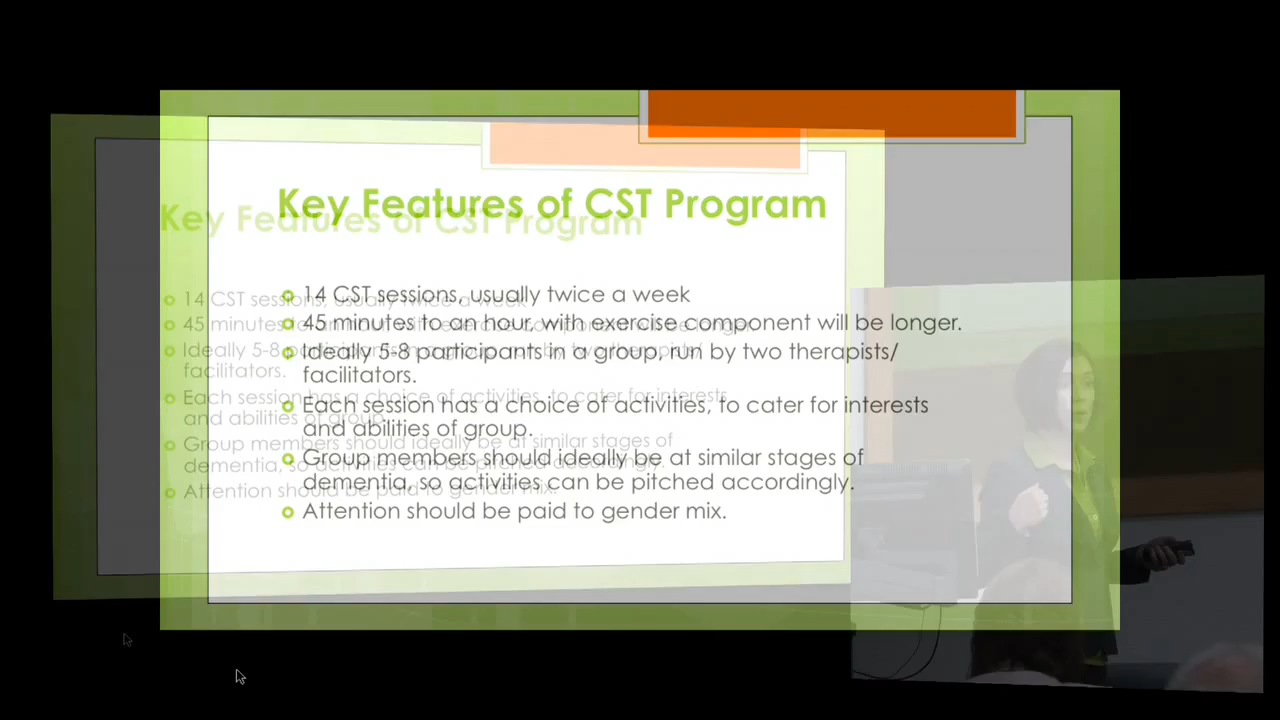 Key Features of CST Program
14 CST sessions, usually twice a week
45 minutes to an hour, with exercise component will be longer.
Ideally 5-8 participants in a group, run by two therapists/
facilitators.
Each session has a choice of activities, to cater for interests
and abilities of group.
Group members should ideally be at similar stages of
dementia, so activities can be pitched accordingly.
Attention should be paid to gender mix.